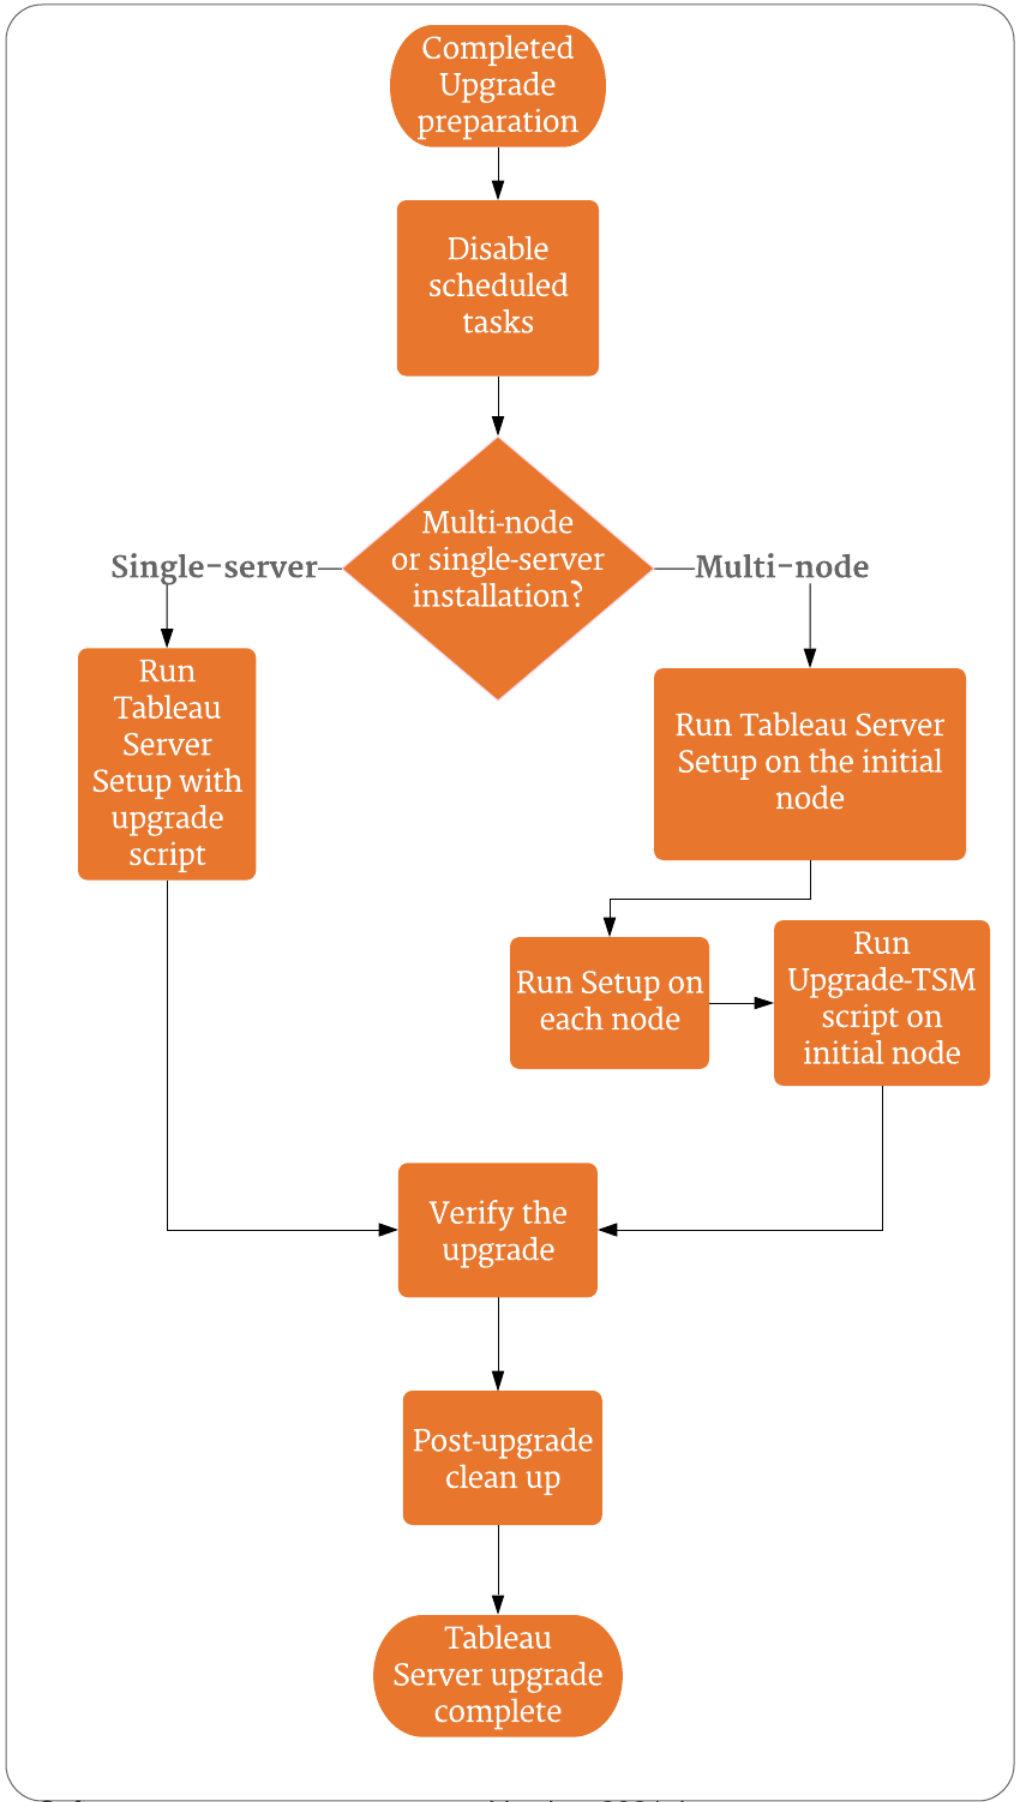 Completed
Upgrade
preparation
Disable
scheduled
tasks
Multi-node
or single-server
installation?
Single-server
Multi-node
Run
Tableau
Server
Setup with
upgrade
script
Run Tableau Server
Setup on the initial
node
Run Setup on
each node
Run
Upgrade-TSM
script on
initial node
Verify the
upgrade
Post-upgrade
clean up
Tableau
Server upgrade
complete